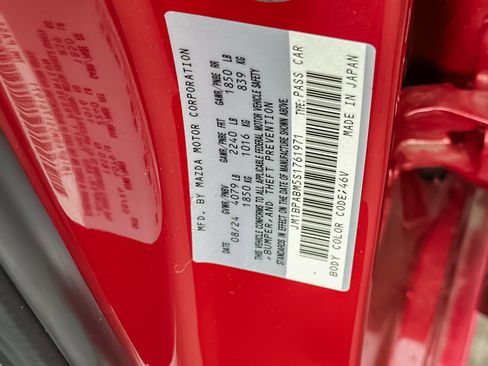 MFD. BY MAZDA MOTOR CORPORATION
DATE GVWR/PNBV GAWR/PNBE FRT GAWR/PNBE RR
08/24 4079 LB 2240 LB 1850 LB
1850 KG 1016 KG 839 KG
THIS VEHICLE CONFORMS TO ALL APPLICABLE FEDERAL MOTOR VEHICLE SAFETY
,BUMPER,AND THEFT PREVENTION
STANDARDS IN EFFECT ON THE DATE OF MANUFACTURE SHOWN ABOVE.
JM1BPABM5S1761971 TYPE:PASS CAR
BODY COLOR CODE:46V MADE IN JAPAN